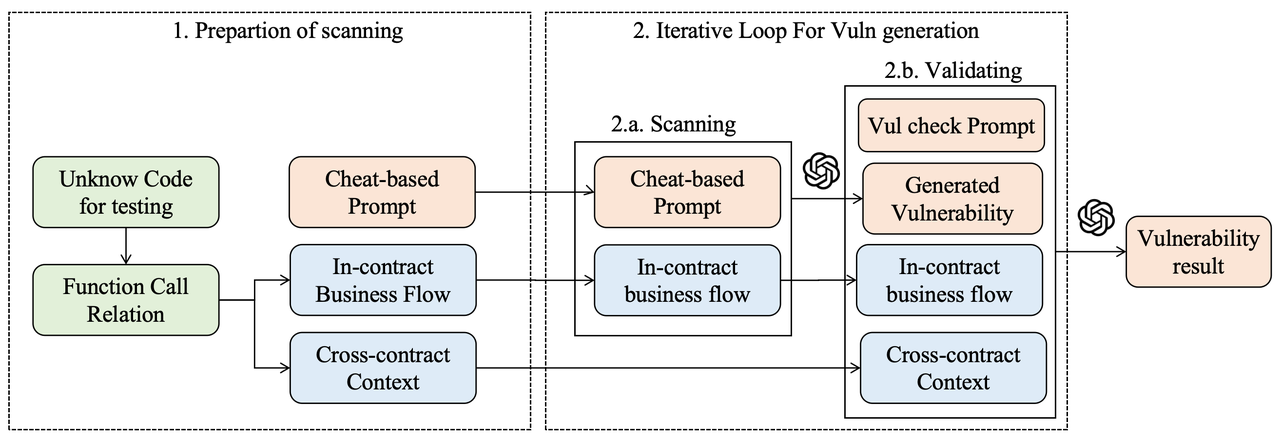 1. Prepartion of scanning
Unknow Code
for testing
Function Call
Relation
Cheat-based
Prompt
In-contract
Business Flow
Cross-contract
Context
2. Iterative Loop For Vuln generation
2.a. Scanning
Cheat-based
Prompt
In-contract
business flow
2.b. Validating
Vul check Prompt
Generated
Vulnerability
In-contract
business flow
Cross-contract
Context
Vulnerability
result